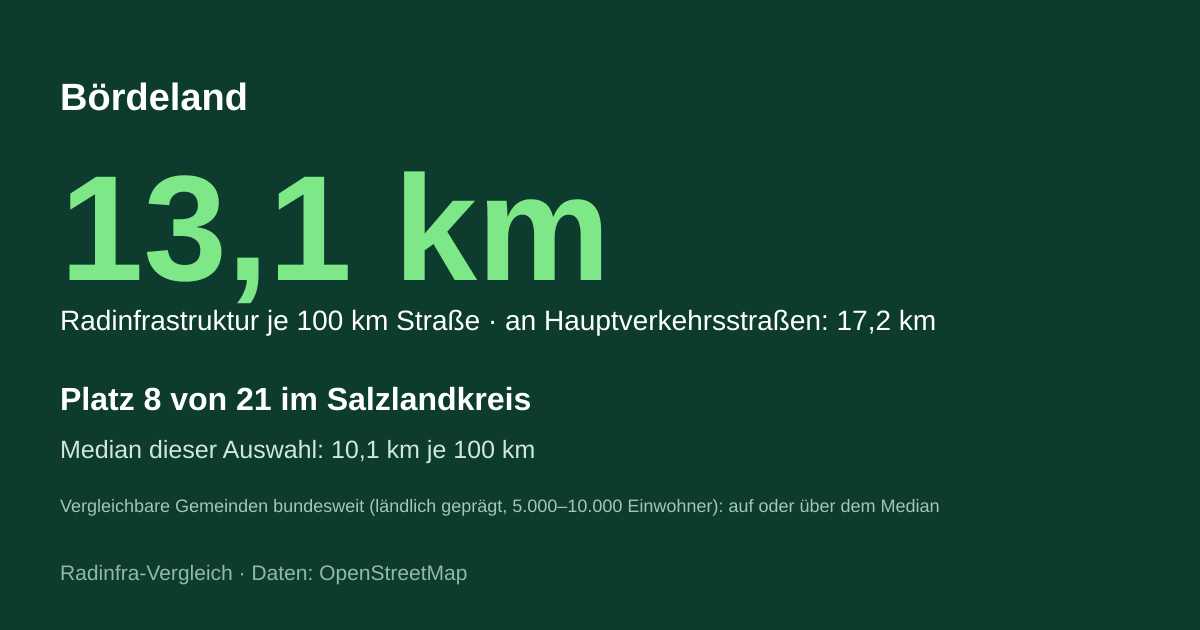 Bördeland
13,1 km
Radinfrastruktur je 100 km Straße · an Hauptverkehrsstraßen: 17,2 km
Platz 8 von 21 im Salzlandkreis
Median dieser Auswahl: 10,1 km je 100 km
Vergleichbare Gemeinden bundesweit (ländlich geprägt, 5.000–10.000 Einwohner): auf oder über dem Median
Radinfra-Vergleich · Daten: OpenStreetMap